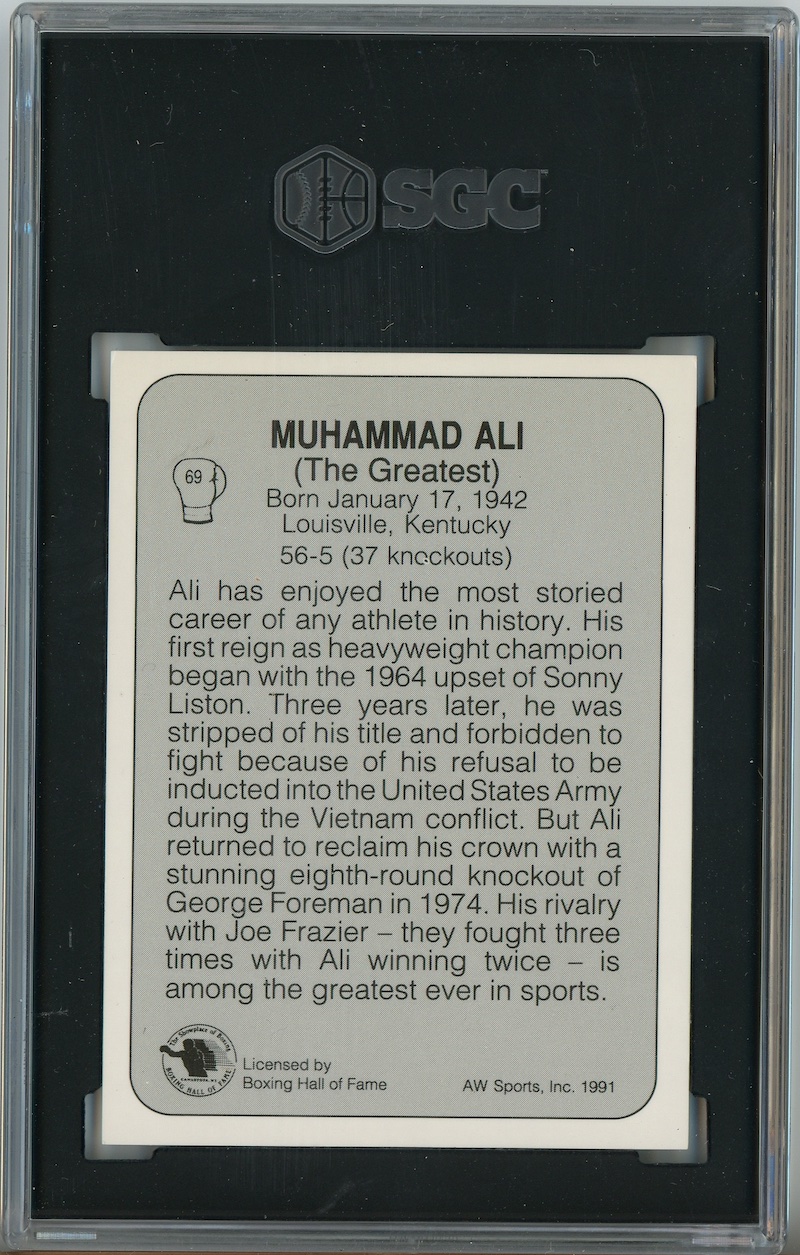 SGC
MUHAMMAD ALI
(The Greatest)
69
Born January 17, 1942
Louisville, Kentucky
56-5 (37 knockouts)
Ali has enjoyed the most storied
career of any athlete in history. His
first reign as heavyweight champion
began with the 1964 upset of Sonny
Liston. Three years later, he was
stripped of his title and forbidden to
fight because of his refusal to be
inducted into the United States Army
during the Vietnam conflict. But Ali
returned to reclaim his crown with a
stunning eighth-round knockout of
George Foreman in 1974. His rivalry
with Joe Frazier – they fought three
times with Ali winning twice – is
among the greatest ever in sports.
The Showplace of Boxing
BOXING HALL OF FAME
Licensed by
Boxing Hall of Fame
AW Sports, Inc. 1991